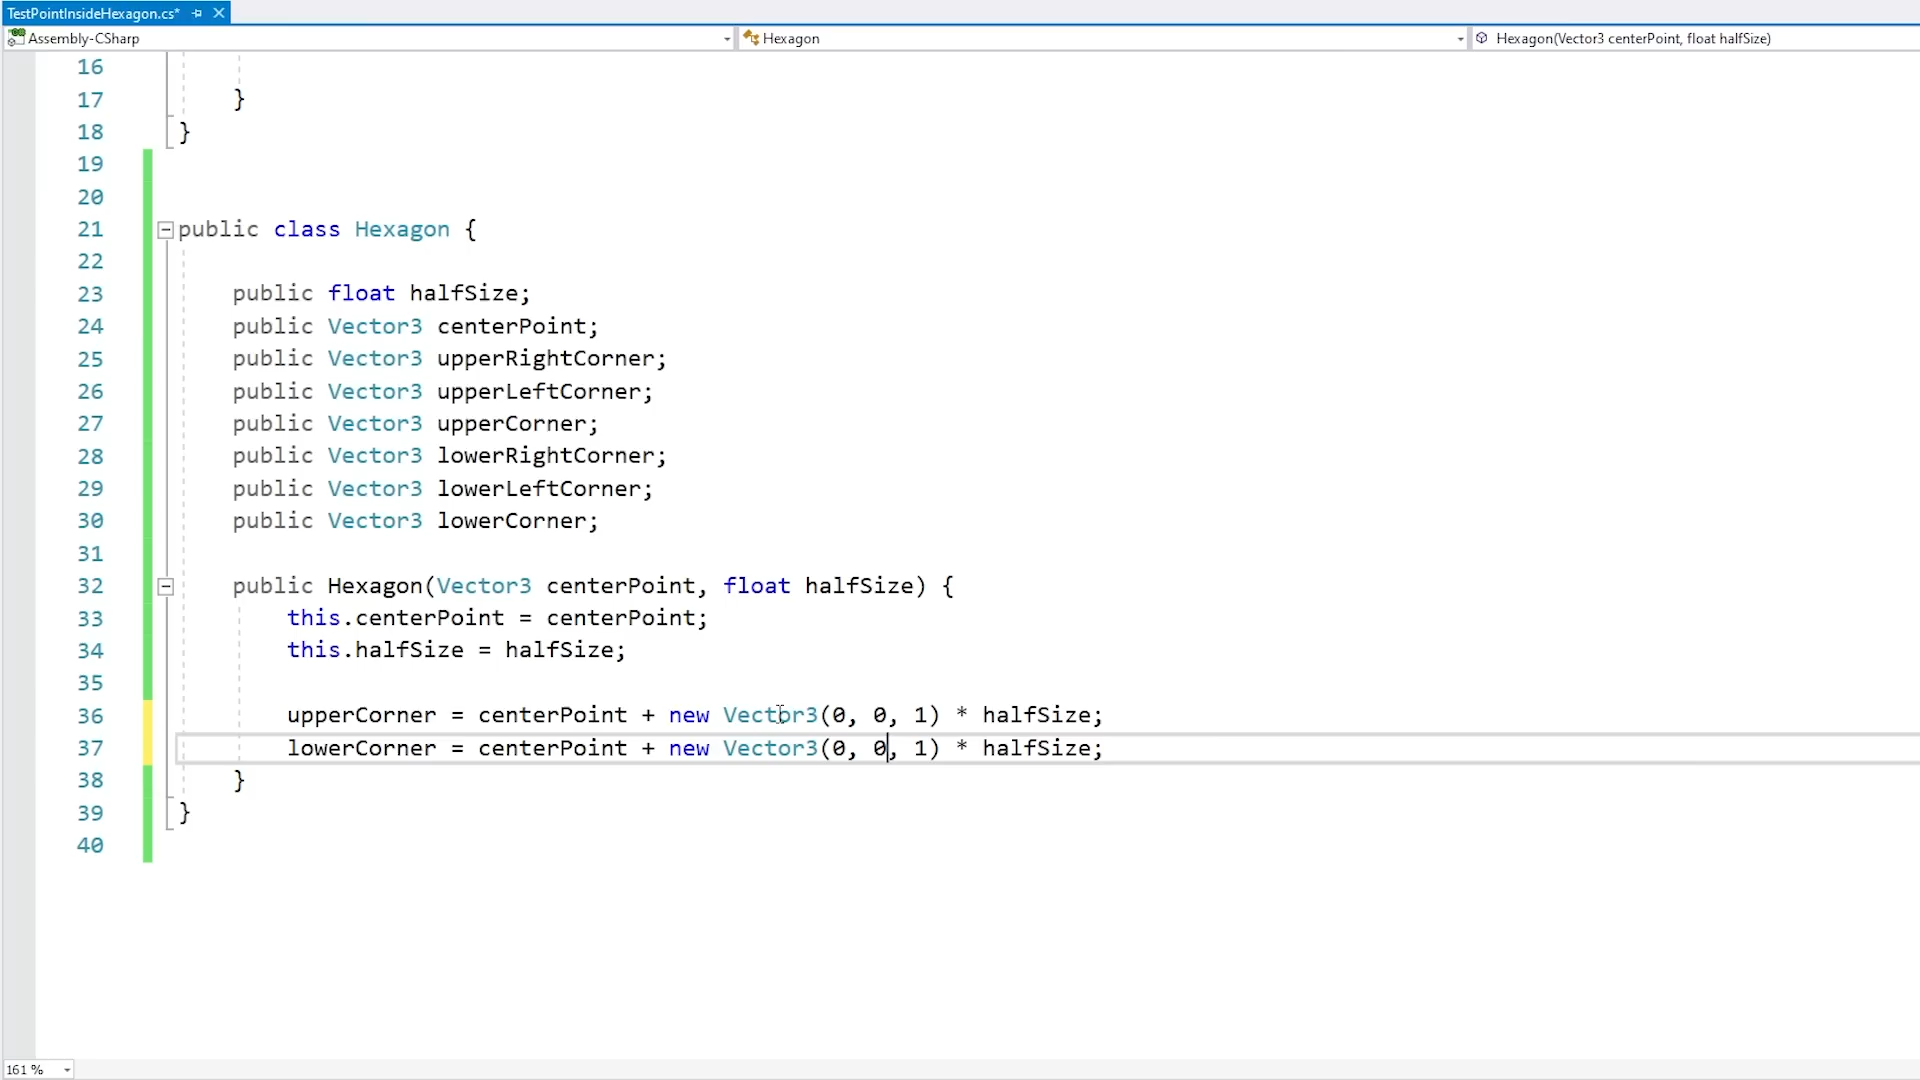 TestPointInsideHexagon.cs*
Assembly-CSharp Hexagon Hexagon(Vector3 centerPoint, float halfSize)
16
17 }
18 }
19
20
21 public class Hexagon {
22
23 public float halfSize;
24 public Vector3 centerPoint;
25 public Vector3 upperRightCorner;
26 public Vector3 upperLeftCorner;
27 public Vector3 upperCorner;
28 public Vector3 lowerRightCorner;
29 public Vector3 lowerLeftCorner;
30 public Vector3 lowerCorner;
31
32 public Hexagon(Vector3 centerPoint, float halfSize) {
33 this.centerPoint = centerPoint;
34 this.halfSize = halfSize;
35
36 upperCorner = centerPoint + new Vector3(0, 0, 1) * halfSize;
37 lowerCorner = centerPoint + new Vector3(0, 0, 1) * halfSize;
38 }
39 }
40
161 %